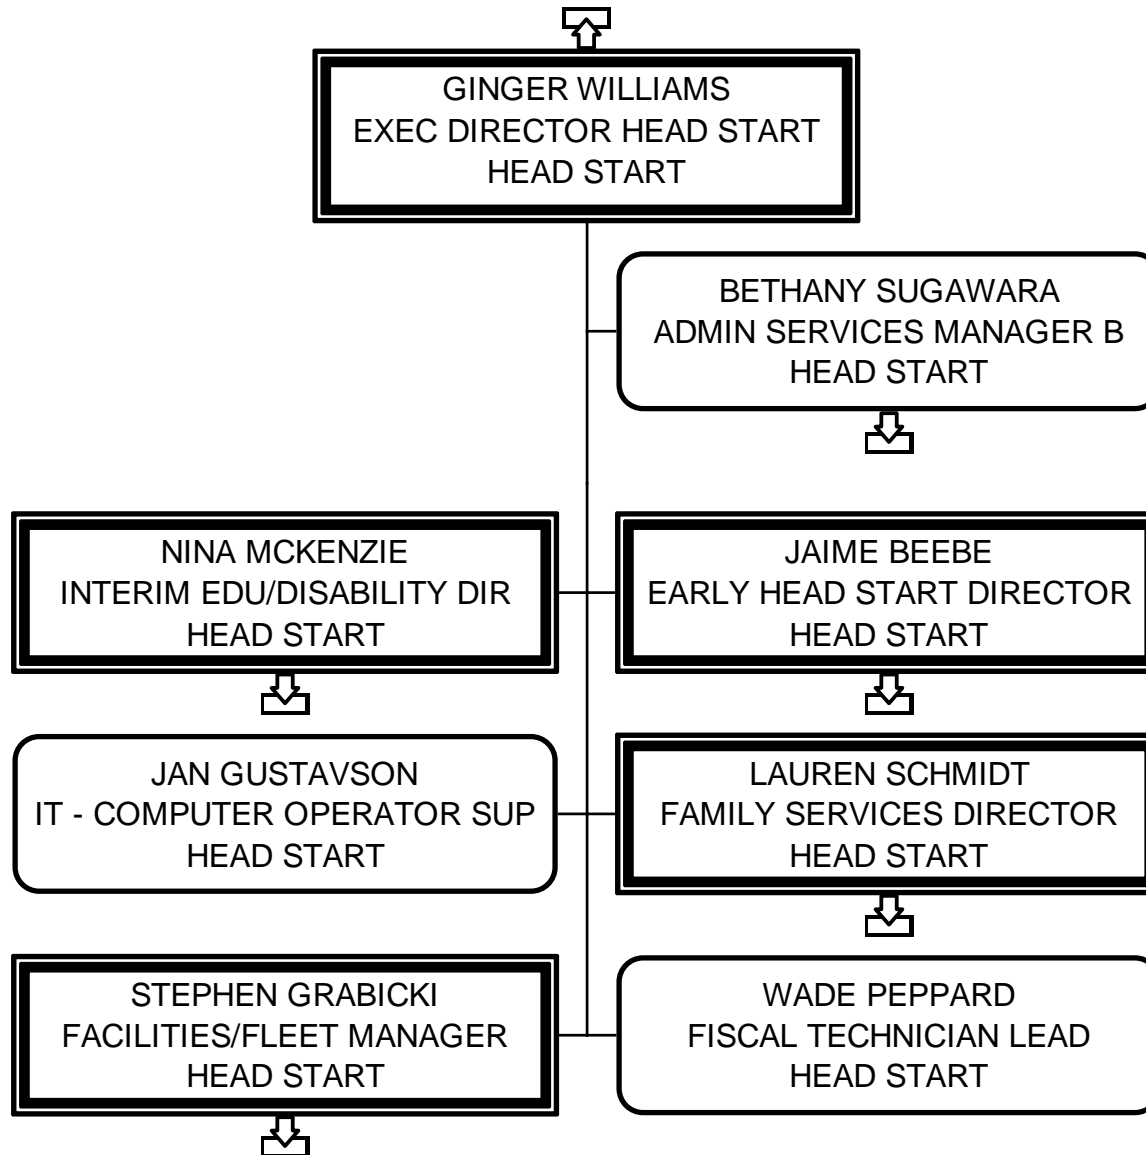 GINGER WILLIAMS
EXEC DIRECTOR HEAD START
HEAD START
BETHANY SUGAWARA
ADMIN SERVICES MANAGER B
HEAD START
NINA MCKENZIE
INTERIM EDU/DISABILITY DIR
HEAD START
JAIME BEEBE
EARLY HEAD START DIRECTOR
HEAD START
JAN GUSTAVSON
IT - COMPUTER OPERATOR SUP
HEAD START
LAUREN SCHMIDT
FAMILY SERVICES DIRECTOR
HEAD START
STEPHEN GRABICKI
FACILITIES/FLEET MANAGER
HEAD START
WADE PEPPARD
FISCAL TECHNICIAN LEAD
HEAD START